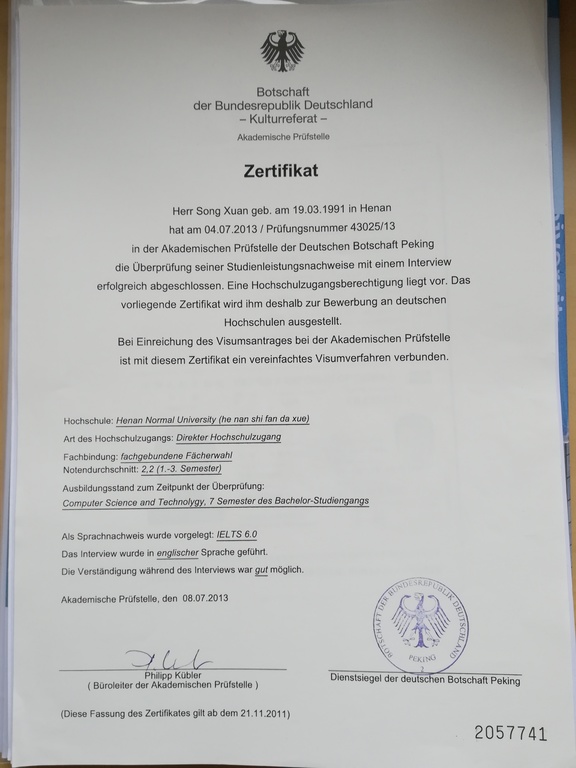 Botschaft
der Bundesrepublik Deutschland
– Kulturreferat –
Akademische Prüfstelle
Zertifikat
Herr Song Xuan geb. am 19.03.1991 in Henan
hat am 04.07.2013 / Prüfungsnummer 43025/13
in der Akademischen Prüfstelle der Deutschen Botschaft Peking
die Überprüfung seiner Studienleistungsnachweise mit einem Interview
erfolgreich abgeschlossen. Eine Hochschulzugangsberechtigung liegt vor. Das
vorliegende Zertifikat wird ihm deshalb zur Bewerbung an deutschen
Hochschulen ausgestellt.
Bei Einreichung des Visumsantrages bei der Akademischen Prüfstelle
ist mit diesem Zertifikat ein vereinfachtes Visumverfahren verbunden.
Hochschule: Henan Normal University (he nan shi fan da xue)
Art des Hochschulzugangs: Direkter Hochschulzugang
Fachbindung: fachgebundene Fächerwahl
Notendurchschnitt: 2,2 (1.-3. Semester)
Ausbildungsstand zum Zeitpunkt der Überprüfung:
Computer Science and Technolygy, 7 Semester des Bachelor-Studiengangs
Als Sprachnachweis wurde vorgelegt: IELTS 6.0
Das Interview wurde in englischer Sprache geführt.
Die Verständigung während des Interviews war gut möglich.
Akademische Prüfstelle, den 08.07.2013
BOTSCHAFT DER BUNDESREPUBLIK DEUTSCHLAND
PEKING
2
Philipp Kübler
( Büroleiter der Akademischen Prüfstelle )
Dienstsiegel der deutschen Botschaft Peking
(Diese Fassung des Zertifikates gilt ab dem 21.11.2011)
2057741